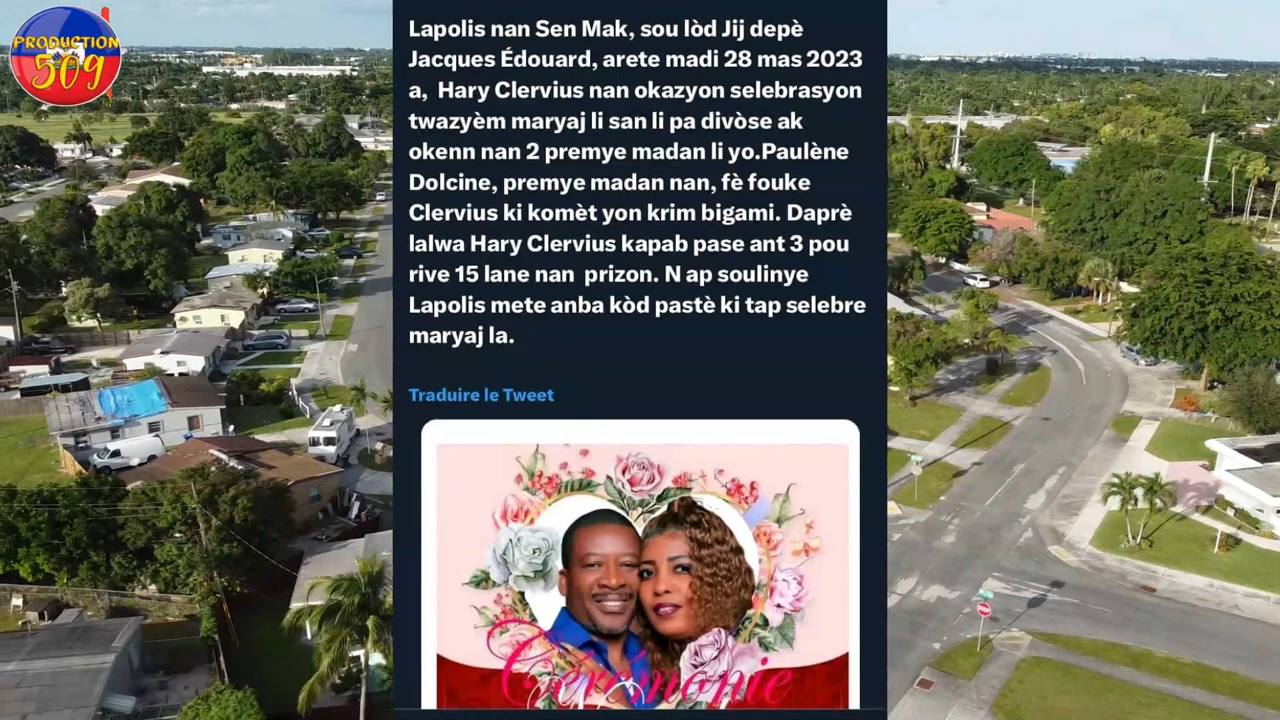 PRODUCTION
509
Lapolis nan Sen Mak, sou lòd Jij depè
Jacques Édouard, arete madi 28 mas 2023
a,  Hary Clervius nan okazyon selebrasyon
twazyèm maryaj li san li pa divòse ak
okenn nan 2 premye madan li yo.Paulène
Dolcine, premye madan nan, fè fouke
Clervius ki komèt yon krim bigami. Daprè
lalwa Hary Clervius kapab pase ant 3 pou
rive 15 lane nan  prizon. N ap soulinye
Lapolis mete anba kòd pastè ki tap selebre
maryaj la.
Traduire le Tweet
Cérémonie